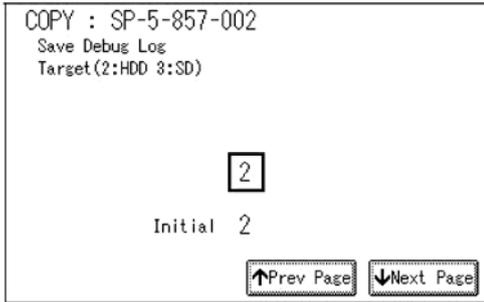 COPY : SP-5-857-002
Save Debug Log
Target(2:HDD 3:SD)
2
Initial 2
↑Prev Page ↓Next Page